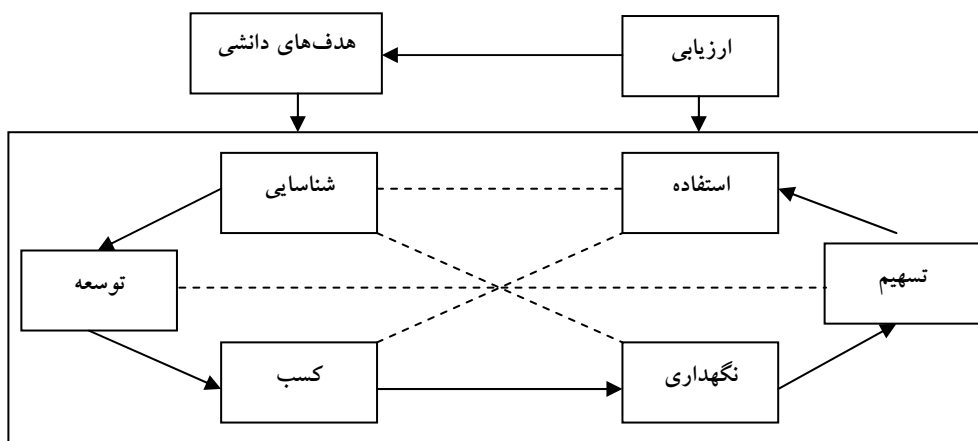 ارزیابی
هدف‌های دانشی
استفاده
شناسایی
تسهیم
توسعه
نگهداری
کسب